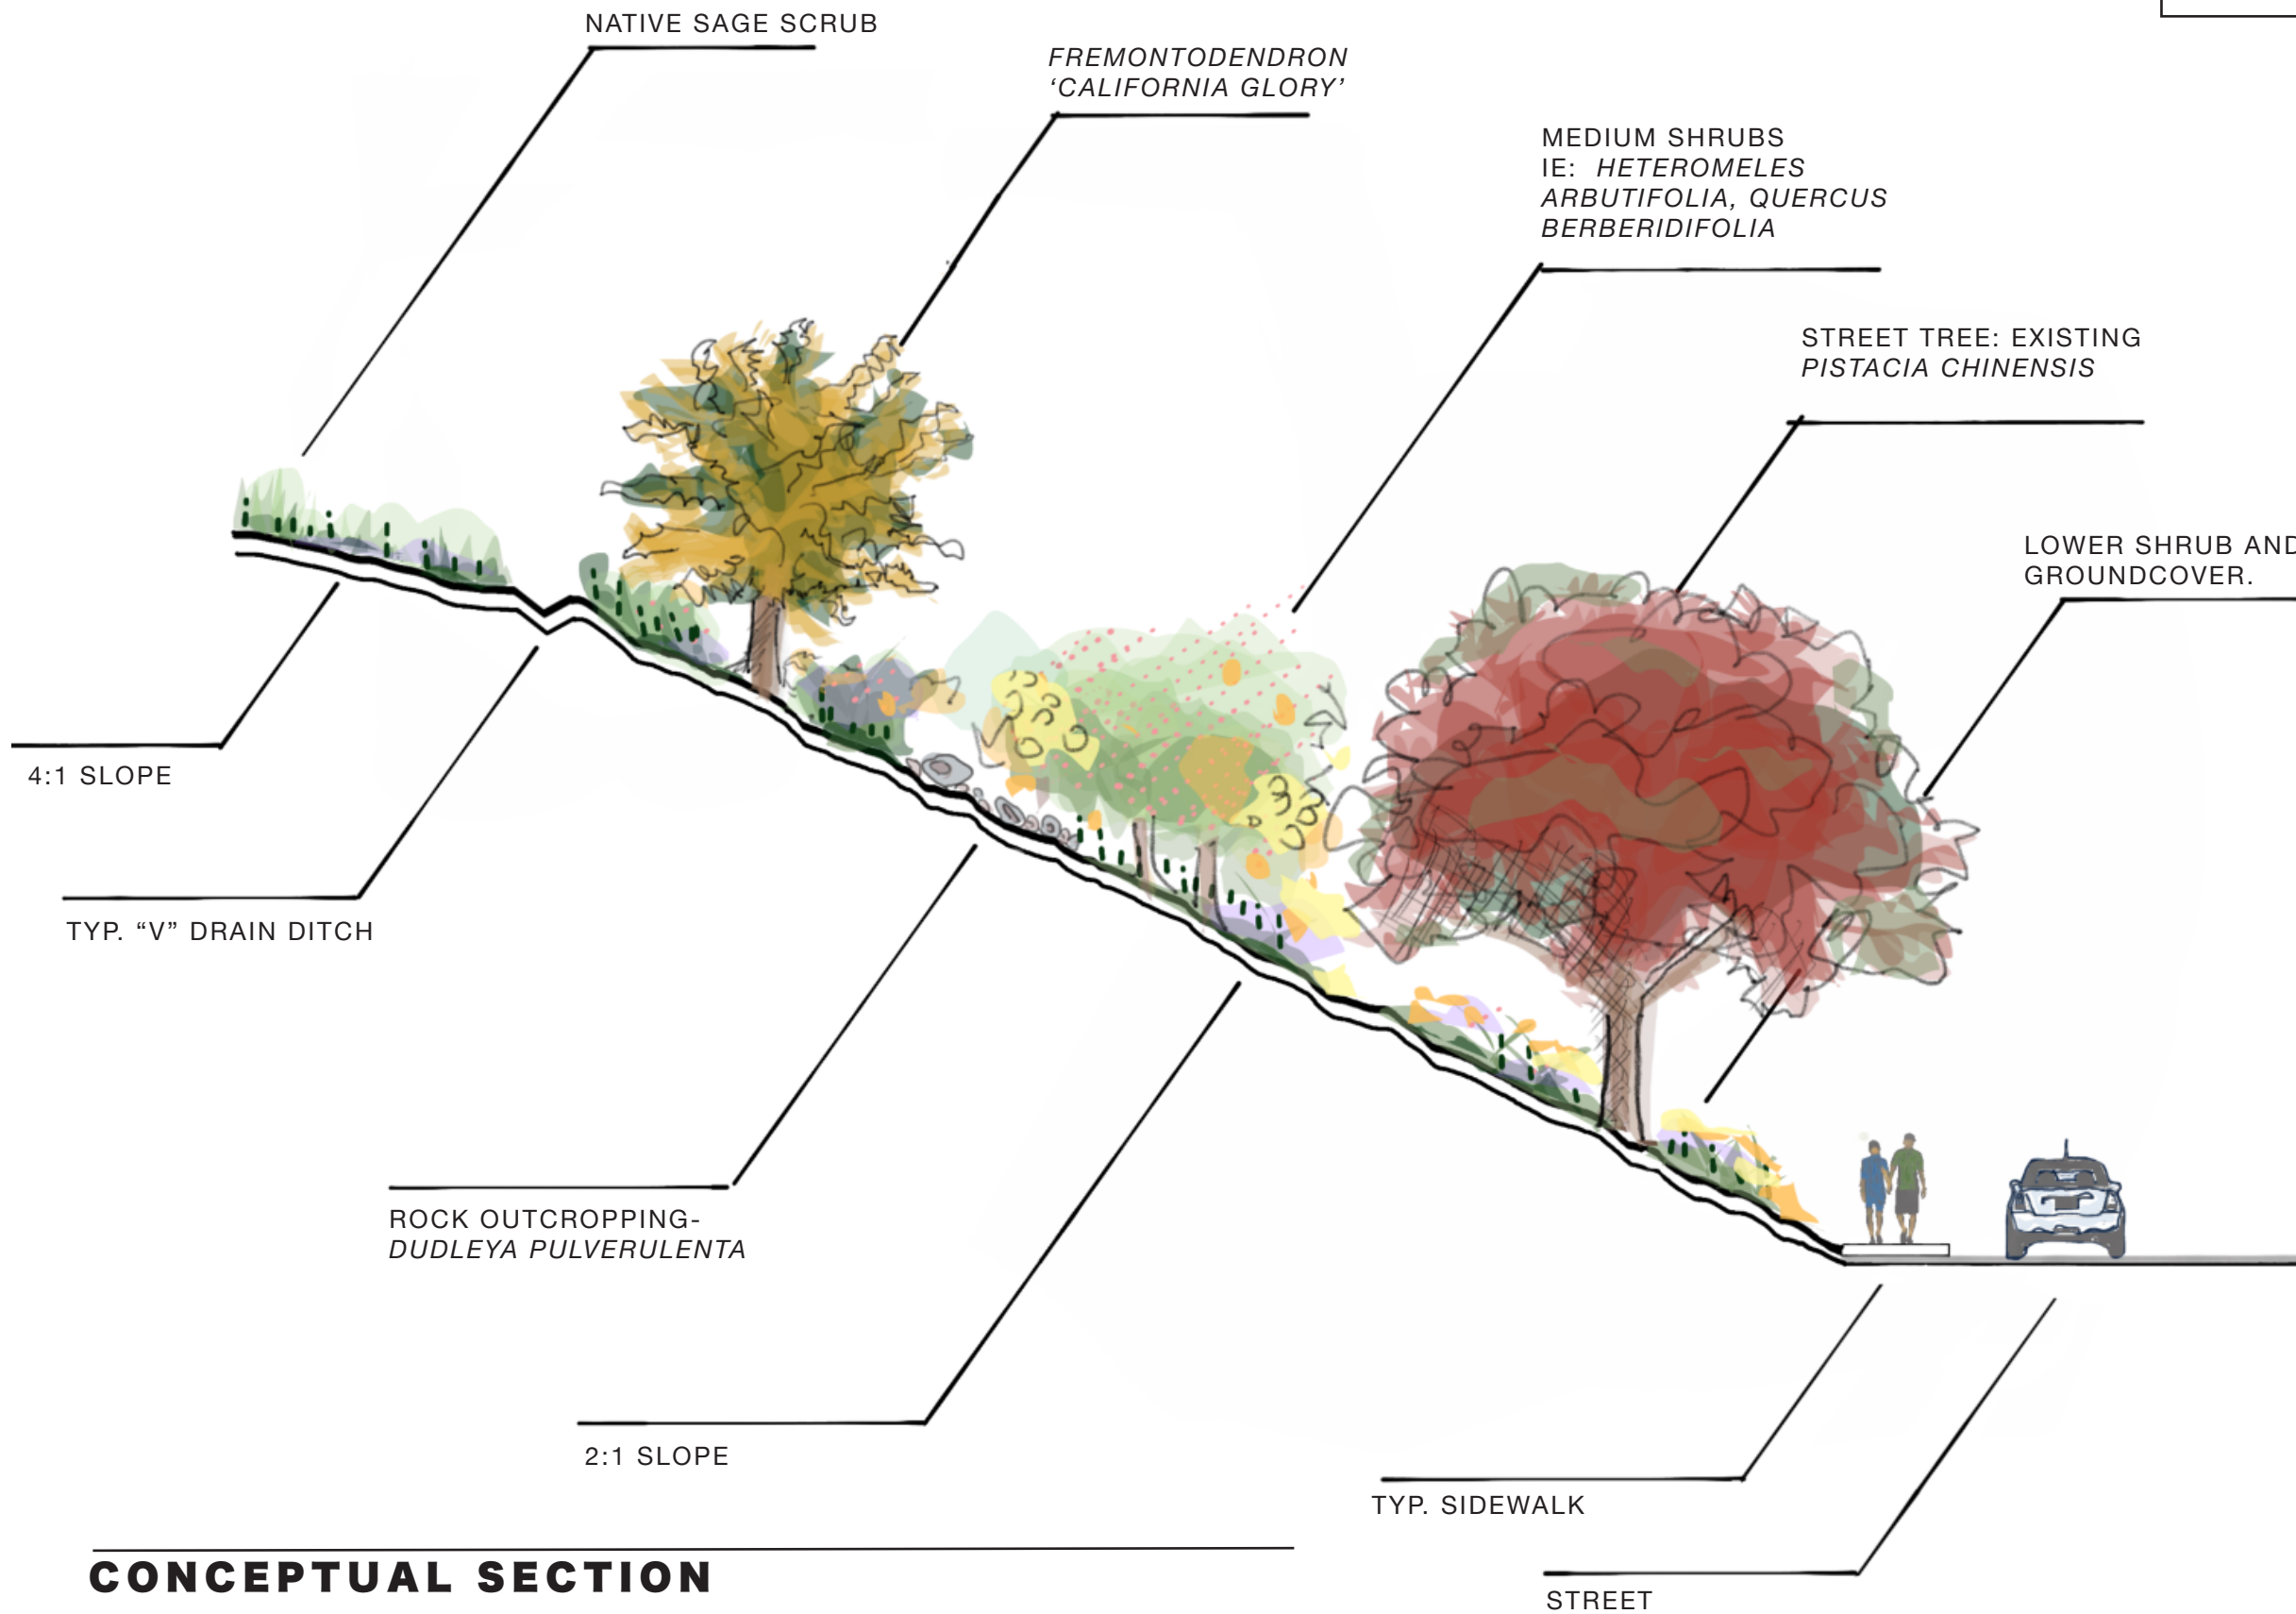 NATIVE SAGE SCRUB
FREMONTODENDRON
‘CALIFORNIA GLORY’
MEDIUM SHRUBS
IE: HETEROMELES
ARBUTIFOLIA, QUERCUS
BERBERIDIFOLIA
STREET TREE: EXISTING
PISTACIA CHINENSIS
LOWER SHRUB AND
GROUNDCOVER.
4:1 SLOPE
TYP. “V” DRAIN DITCH
ROCK OUTCROPPING-
DUDLEYA PULVERULENTA
2:1 SLOPE
TYP. SIDEWALK
STREET
CONCEPTUAL SECTION